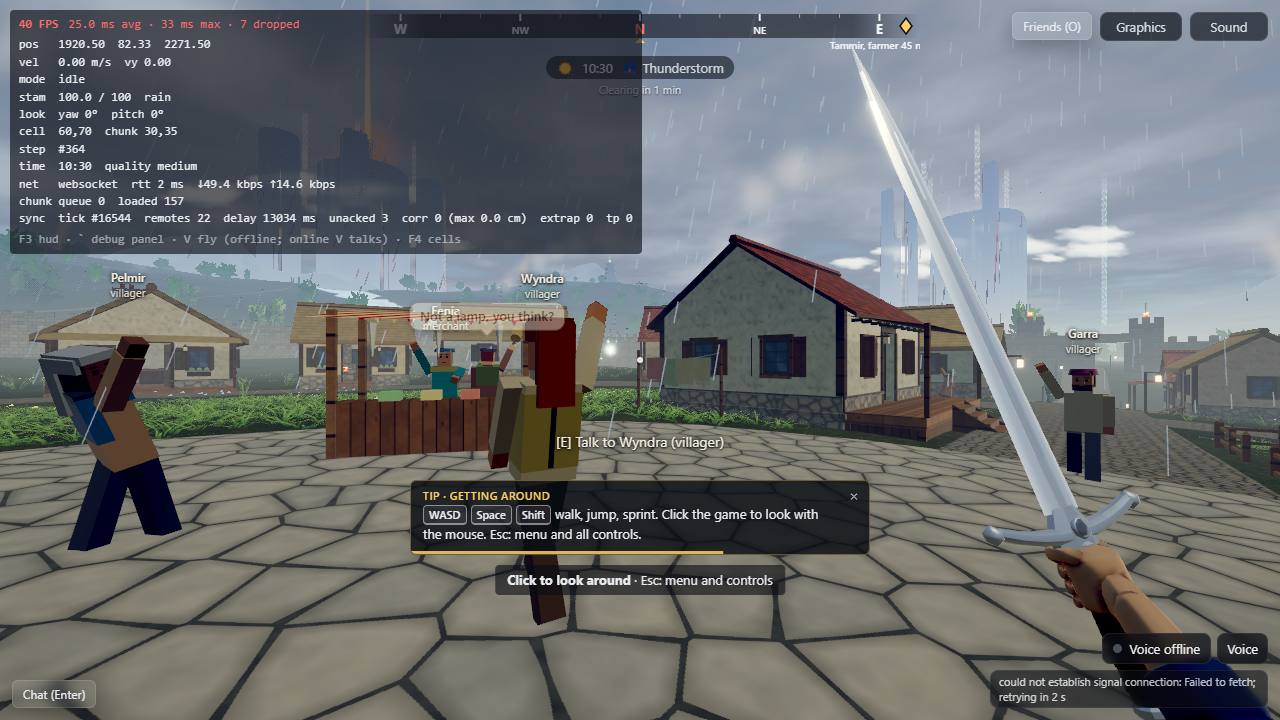 40 FPS 25.0 ms avg · 33 ms max · 7 dropped
pos 1920.50 82.33 2271.50
vel 0.00 m/s vy 0.00
mode idle
stam 100.0 / 100 rain
look yaw 0° pitch 0°
cell 60,70 chunk 30,35
step #364
time 10:30 quality medium
net websocket rtt 2 ms ↓49.4 kbps ↑14.6 kbps
chunk queue 0 loaded 157
sync tick #16544 remotes 22 delay 13034 ms unacked 3 corr 0 (max 0.0 cm) extrap 0 tp 0
F3 hud · ` debug panel · V fly (offline; online V talks) · F4 cells
W NW N NE E
Tammir, farmer 45 m
10:30 Thunderstorm
Clearing in 1 min
Friends (O) Graphics Sound
Pelmir
villager
Wyndra
villager
Fenia
merchant
Not damp, you think?
Garra
villager
[E] Talk to Wyndra (villager)
TIP · GETTING AROUND ×
WASD Space Shift walk, jump, sprint. Click the game to look with
the mouse. Esc: menu and all controls.
Click to look around · Esc: menu and controls
Voice offline Voice
could not establish signal connection: Failed to fetch;
retrying in 2 s
Chat (Enter)